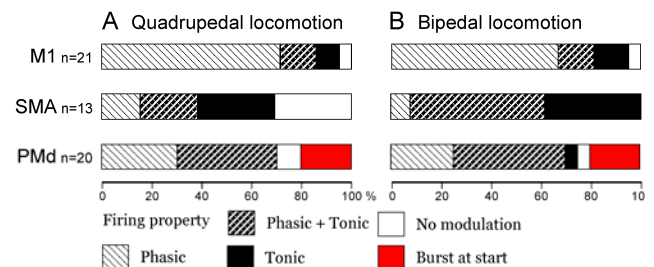 A Quadrupedal locomotion B Bipedal locomotion
M1 n=21
SMA n=13
PMd n=20
0 20 40 60 80 100 % 0 20 40 60 80 100
Firing property Phasic + Tonic No modulation
Phasic Tonic Burst at start